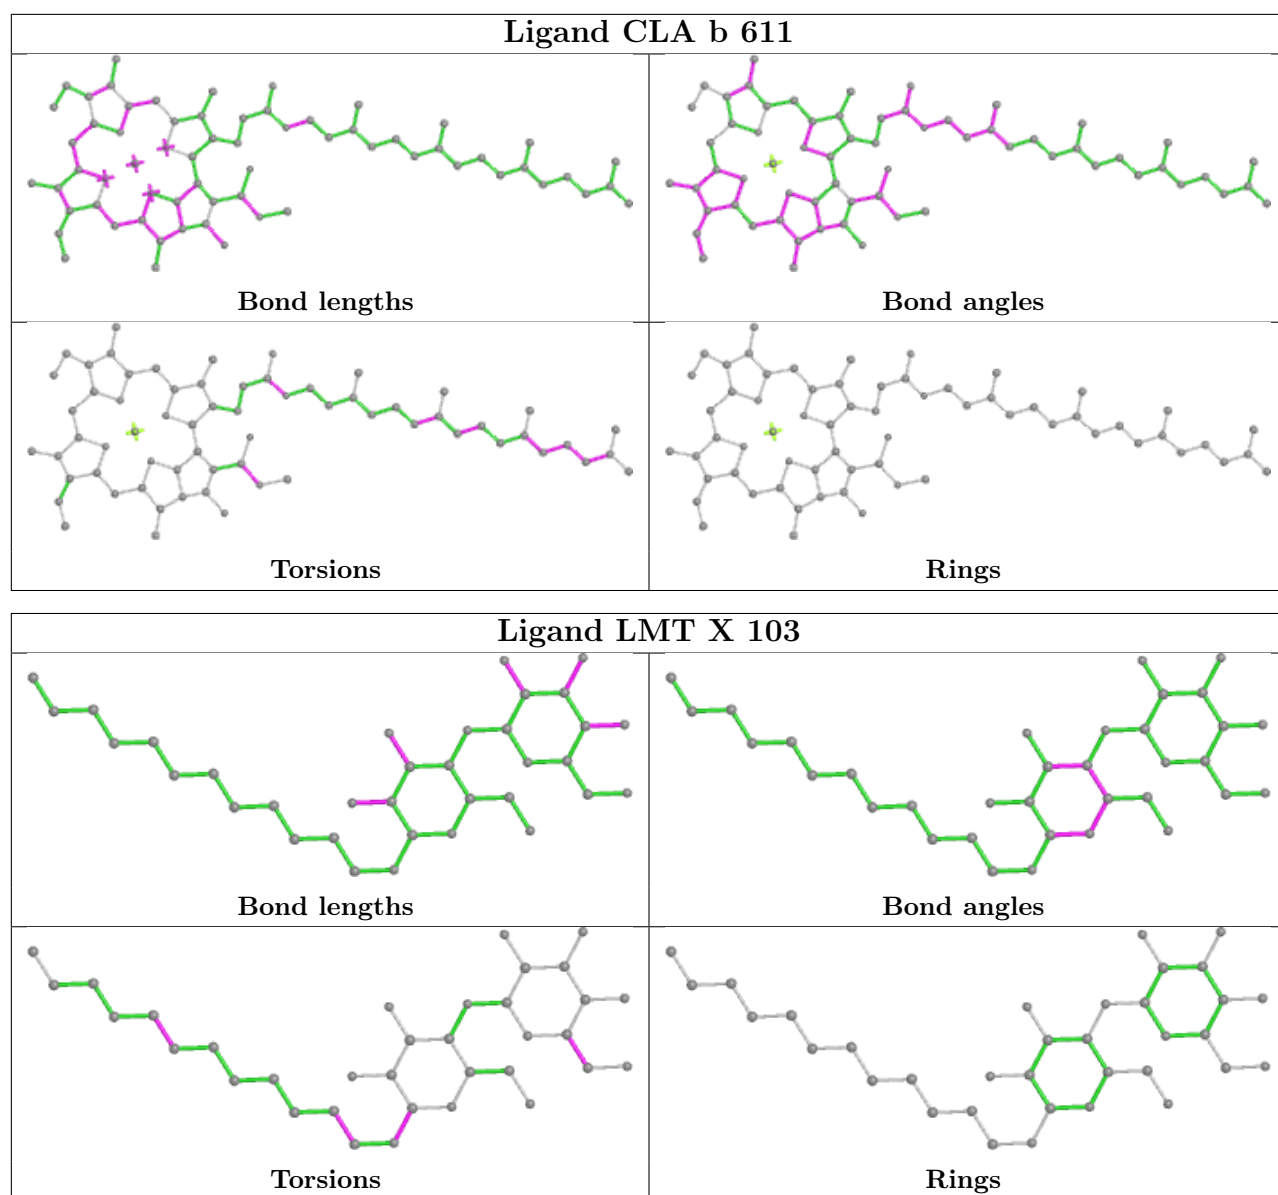 Ligand CLA b 611
Bond lengths
Bond angles
Torsions
Rings
Ligand LMT X 103
Bond lengths
Bond angles
Torsions
Rings